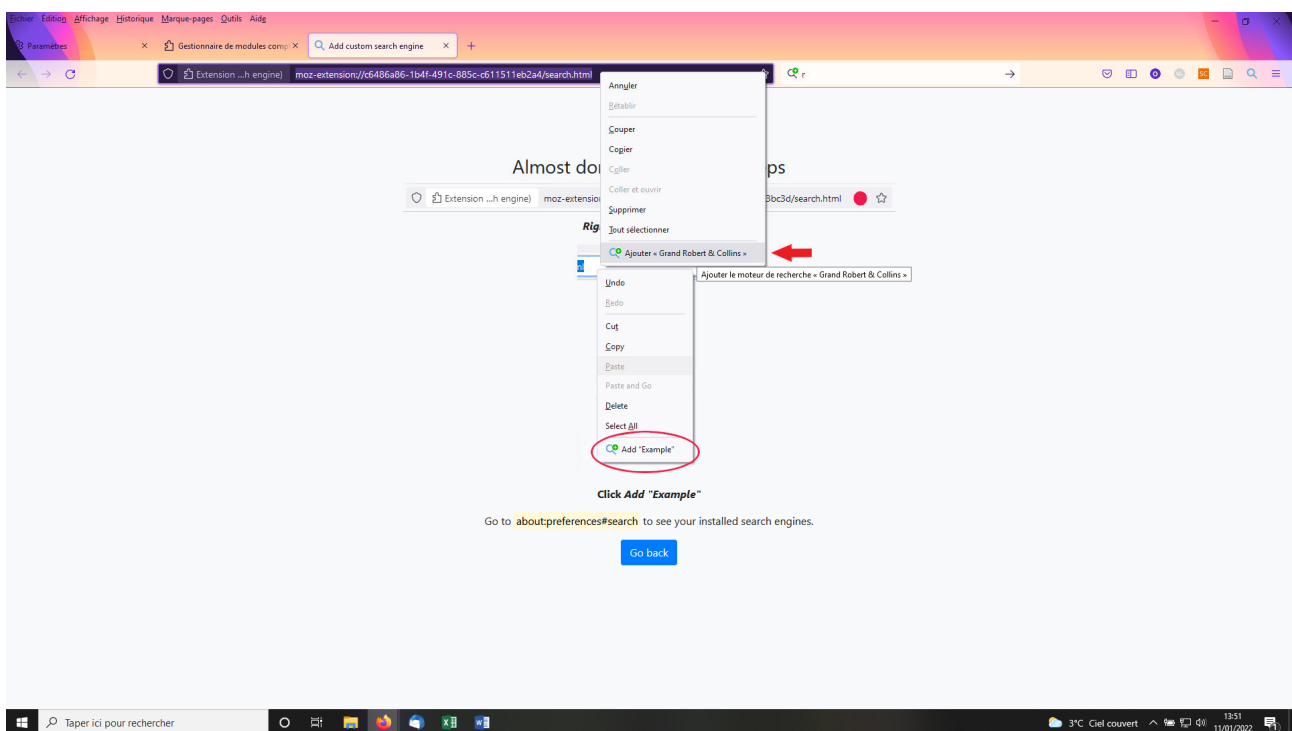 Fichier Édition Affichage Historique Marque-pages Outils Aide
Paramètres
Gestionnaire de modules comp
Add custom search engine
Extension ...h engine) moz-extension://c6486a86-1b4f-491c-885c-c611511eb2a4/search.html
r
SC
Annuler
Rétablir
Couper
Copier
Coller
Coller et ouvrir
Supprimer
Tout sélectionner
Ajouter « Grand Robert & Collins »
Ajouter le moteur de recherche « Grand Robert & Collins »
Almost do ps
Extension ...h engine) moz-extensio 3bc3d/search.html
Rig
Undo
Redo
Cut
Copy
Paste
Paste and Go
Delete
Select All
Add "Example"
Click Add "Example"
Go to about:preferences#search to see your installed search engines.
Go back
Taper ici pour rechercher
3°C Ciel couvert
13:51
11/01/2022